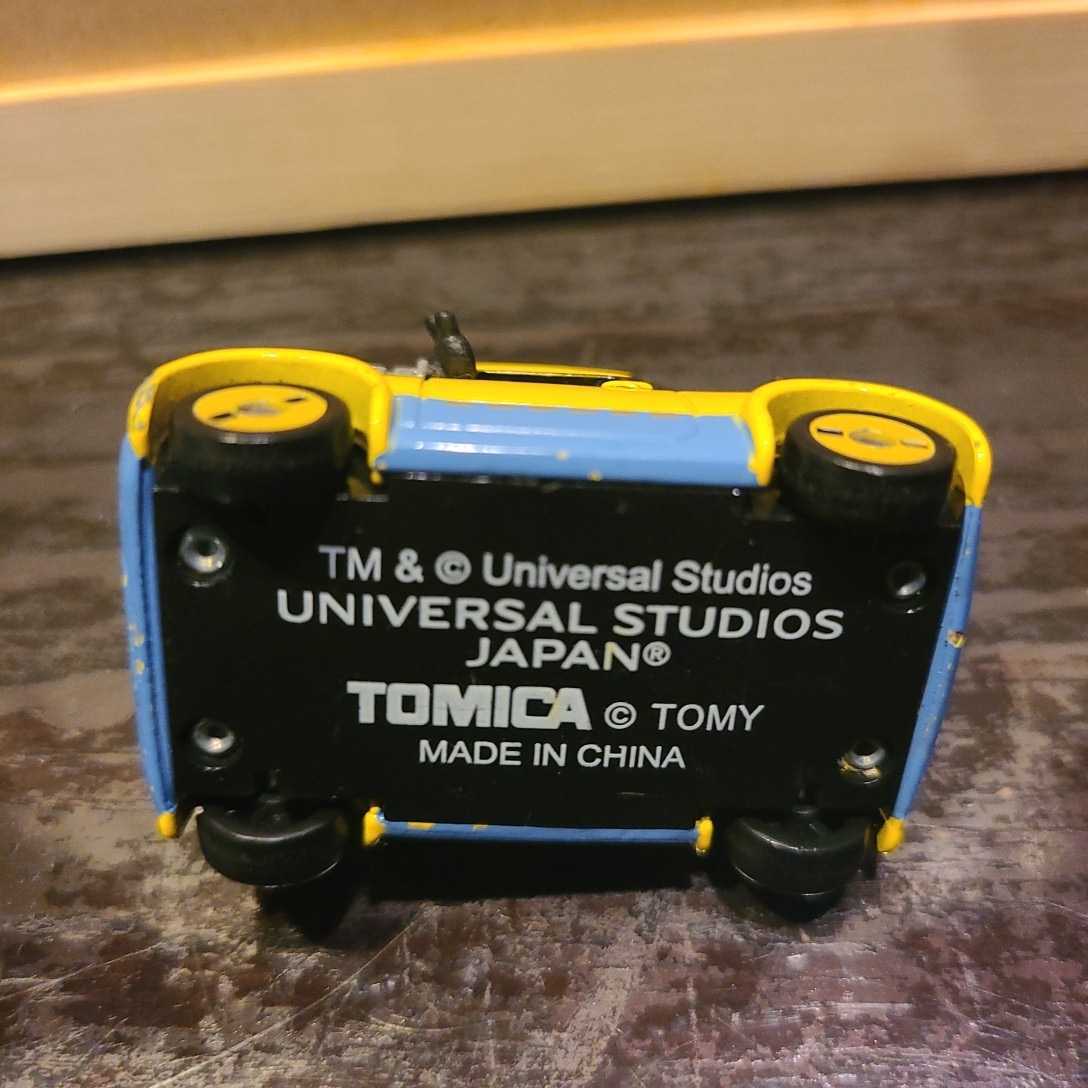 TM & © Universal Studios
UNIVERSAL STUDIOS
JAPAN®
TOMICA © TOMY
MADE IN CHINA